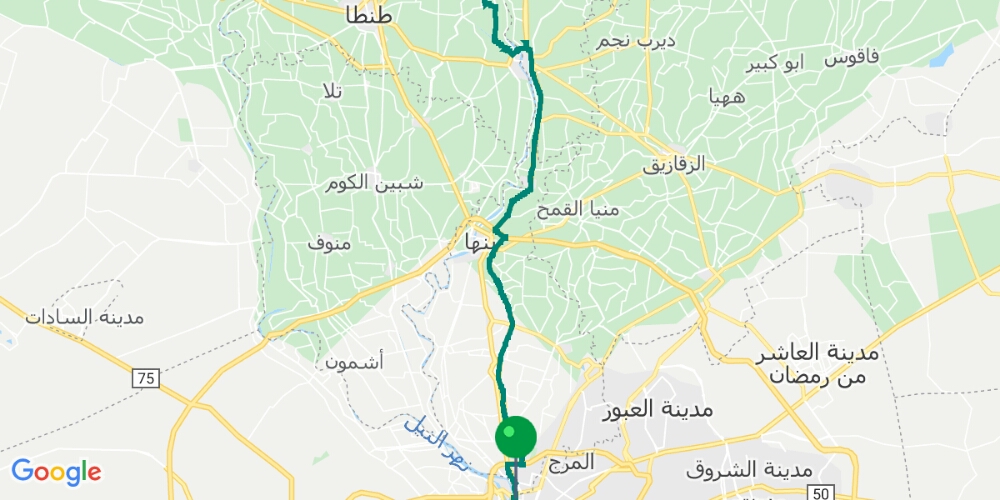 طنطا
ديرب نجم
فاقوس
ابو كبير
تلا
ههيا
الزقازيق
شبين الكوم
منيا القمح
منوف
بنها
مدينة السادات
أشمون
مدينة العاشر
من رمضان
75
مدينة العبور
نهر النيل
المرج
مدينة الشروق
Google
50